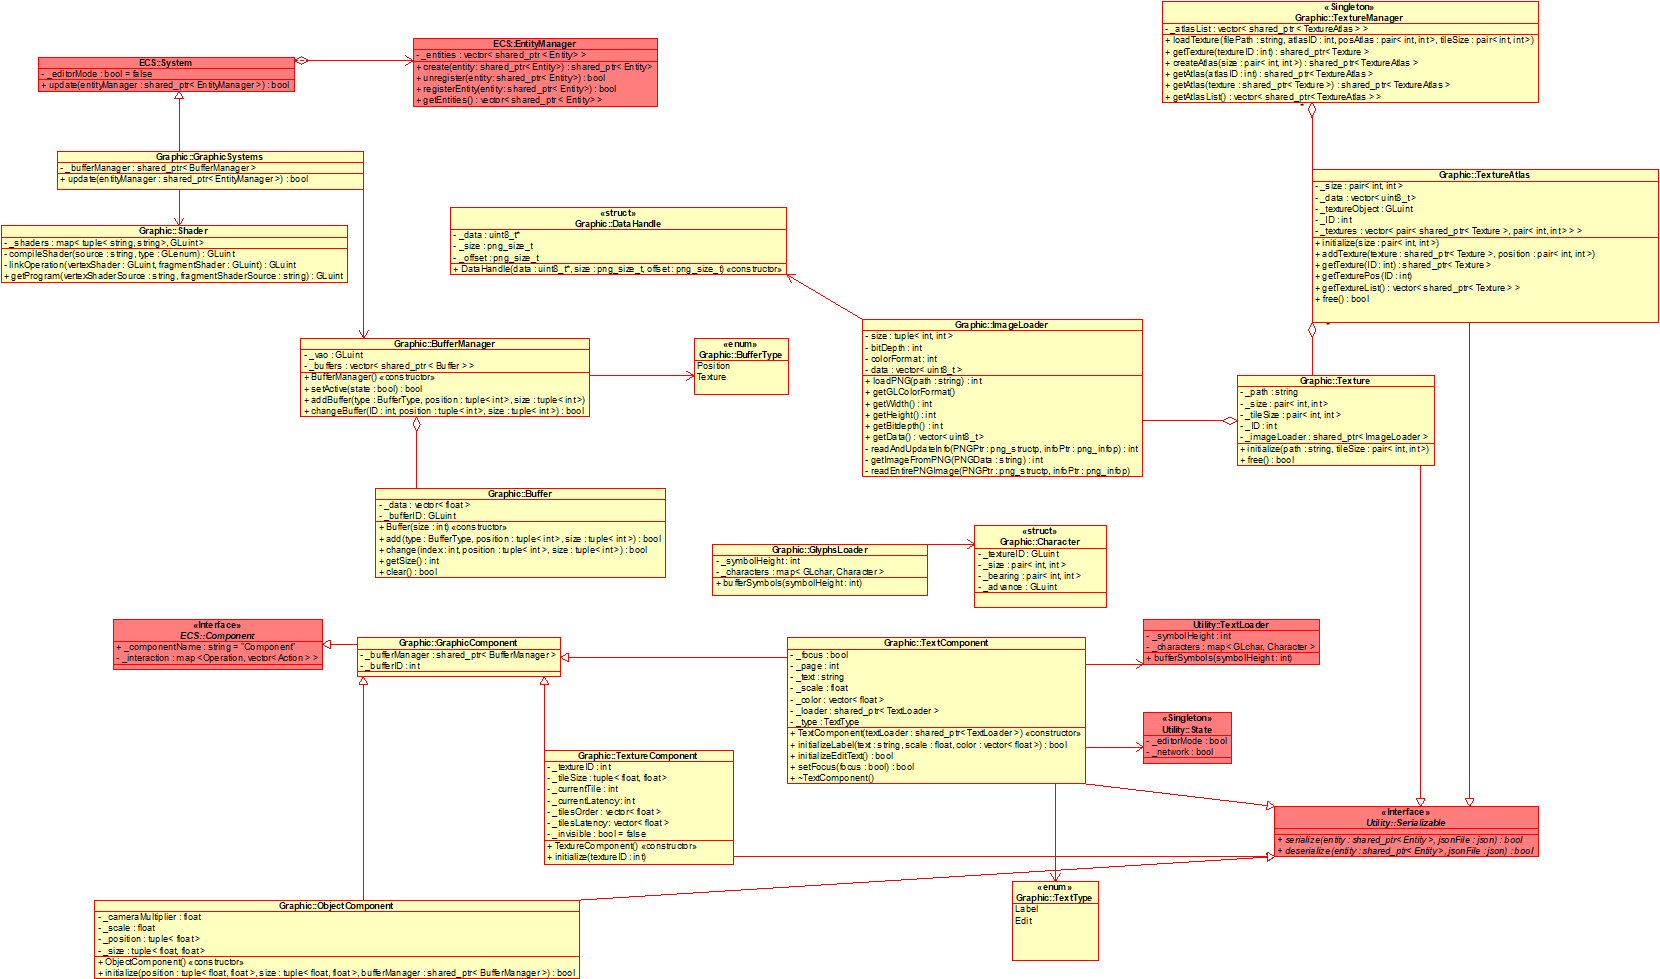 «Singleton»
Graphic::TextureManager
- _atlasList : vector< shared_ptr < TextureAtlas > >
+ loadTexture(filePath : string, atlasID : int, posAtlas : pair< int, int>, tileSize : pair< int, int>)
+ getTexture(textureID : int) : shared_ptr< Texture >
+ createAtlas(size : pair< int, int >) : shared_ptr< TextureAtlas >
+ getAtlas(atlasID : int) : shared_ptr< TextureAtlas >
+ getAtlas(texture : shared_ptr< Texture >) : shared_ptr< TextureAtlas >
+ getAtlasList() : vector< shared_ptr< TextureAtlas > >
ECS::EntityManager
- _entities : vector< shared_ptr< Entity> >
+ create(entity: shared_ptr< Entity>) : shared_ptr< Entity>
+ unregister(entity: shared_ptr< Entity>) : bool
+ registerEntity(entity: shared_ptr< Entity>) : bool
+ getEntities() : vector< shared_ptr< Entity> >
ECS::System
- _editorMode : bool = false
+ update(entityManager : shared_ptr< EntityManager >) : bool
Graphic::GraphicSystems
- _bufferManager : shared_ptr< BufferManager >
+ update(entityManager : shared_ptr< EntityManager >) : bool
Graphic::TextureAtlas
- _size : pair< int, int >
- _data : vector< uint8_t>
- _textureObject : GLuint
- _ID : int
- _textures : vector< pair< shared_ptr< Texture >, pair< int, int> > >
+ initialize(size : pair< int, int>)
+ addTexture(texture : shared_ptr< Texture >, position : pair< int, int>)
+ getTexture(ID : int) : shared_ptr< Texture >
+ getTexturePos(ID : int)
+ getTextureList() : vector< shared_ptr< Texture > >
+ free() : bool
Graphic::Shader
- _shaders : map< tuple< string, string>, GLuint>
- compileShader(source : string, type : GLenum) : GLuint
- linkOperation(vertexShader : GLuint, fragmentShader : GLuint) : GLuint
+ getProgram(vertexShaderSource : string, fragmentShaderSource : string) : GLuint
«struct»
Graphic::DataHandle
- _data : uint8_t*
- _size : png_size_t
- _offset : png_size_t
+ DataHandle(data : uint8_t*, size : png_size_t, offset : png_size_t) «constructor»
Graphic::ImageLoader
- size : tuple< int, int >
- bitDepth : int
- colorFormat : int
- data : vector< uint8_t >
+ loadPNG(path : string) : int
+ getGLColorFormat()
+ getWidth() : int
+ getHeight() : int
+ getBitdepth() : int
+ getData() : vector< uint8_t>
- readAndUpdateInfo(PNGPtr : png_structp, infoPtr : png_infop) : int
- getImageFromPNG(PNGData : string) : int
- readEntirePNGImage(PNGPtr : png_structp, infoPtr : png_infop)
Graphic::BufferManager
- _vao : GLuint
- _buffers : vector< shared_ptr < Buffer > >
+ BufferManager() «constructor»
+ setActive(state : bool) : bool
+ addBuffer(type : BufferType, position : tuple< int >, size : tuple< int>)
+ changeBuffer(ID : int, position : tuple< int>, size : tuple< int>) : bool
«enum»
Graphic::BufferType
Position
Texture
Graphic::Texture
- _path : string
- _size : pair< int, int>
- _tileSize : pair< int, int>
- _ID : int
- _imageLoader : shared_ptr< ImageLoader >
+ initialize(path : string, tileSize : pair< int, int>)
+ free() : bool
Graphic::Buffer
- _data : vector< float >
- _bufferID : GLuint
+ Buffer(size : int) «constructor»
+ add(type : BufferType, position : tuple< int >, size : tuple< int >) : bool
+ change(index : int, position : tuple< int >, size : tuple< int>) : bool
+ getSize() : int
+ clear() : bool
Graphic::GlyphsLoader
- _symbolHeight : int
- _characters : map< GLchar, Character >
+ bufferSymbols(symbolHeight : int)
«struct»
Graphic::Character
- _textureID : GLuint
- _size : pair< int, int>
- _bearing : pair< int, int>
- _advance : GLuint
«Interface»
ECS::Component
+ _componentName : string = "Component"
- _interaction : map <Operation, vector< Action > >
Graphic::GraphicComponent
- _bufferManager : shared_ptr< BufferManager >
- _bufferID : int
Graphic::TextComponent
- _focus : bool
- _page : int
- _text : string
- _scale : float
- _color : vector< float >
- _loader : shared_ptr< TextLoader >
- _type : TextType
+ TextComponent(textLoader : shared_ptr< TextLoader >) «constructor»
+ initializeLabel(text : string, scale : float, color : vector< float >) : bool
+ initializeEditText() : bool
+ setFocus(focus : bool) : bool
+ ~TextComponent()
Utility::TextLoader
- _symbolHeight : int
- _characters : map< GLchar, Character >
+ bufferSymbols(symbolHeight : int)
«Singleton»
Utility::State
- _editorMode : bool
- _network : bool
Graphic::TextureComponent
- _textureID : int
- _tileSize : tuple< float, float>
- _currentTile : int
- _currentLatency : int
- _tilesOrder : vector< float >
- _tilesLatency : vector< float >
- _invisible : bool = false
+ TextureComponent() «constructor»
+ initialize(textureID : int)
«Interface»
Utility::Serializable
+ serialize(entity : shared_ptr< Entity>, jsonFile : json) : bool
+ deserialize(entity : shared_ptr< Entity>, jsonFile : json) : bool
«enum»
Graphic::TextType
Label
Edit
Graphic::ObjectComponent
- _cameraMultiplier : float
- _scale : float
- _position : tuple< float>
- _size : tuple< float, float>
+ ObjectComponent() «constructor»
+ initialize(position : tuple< float, float>, size : tuple< float, float>, bufferManager : shared_ptr< BufferManager>) : bool